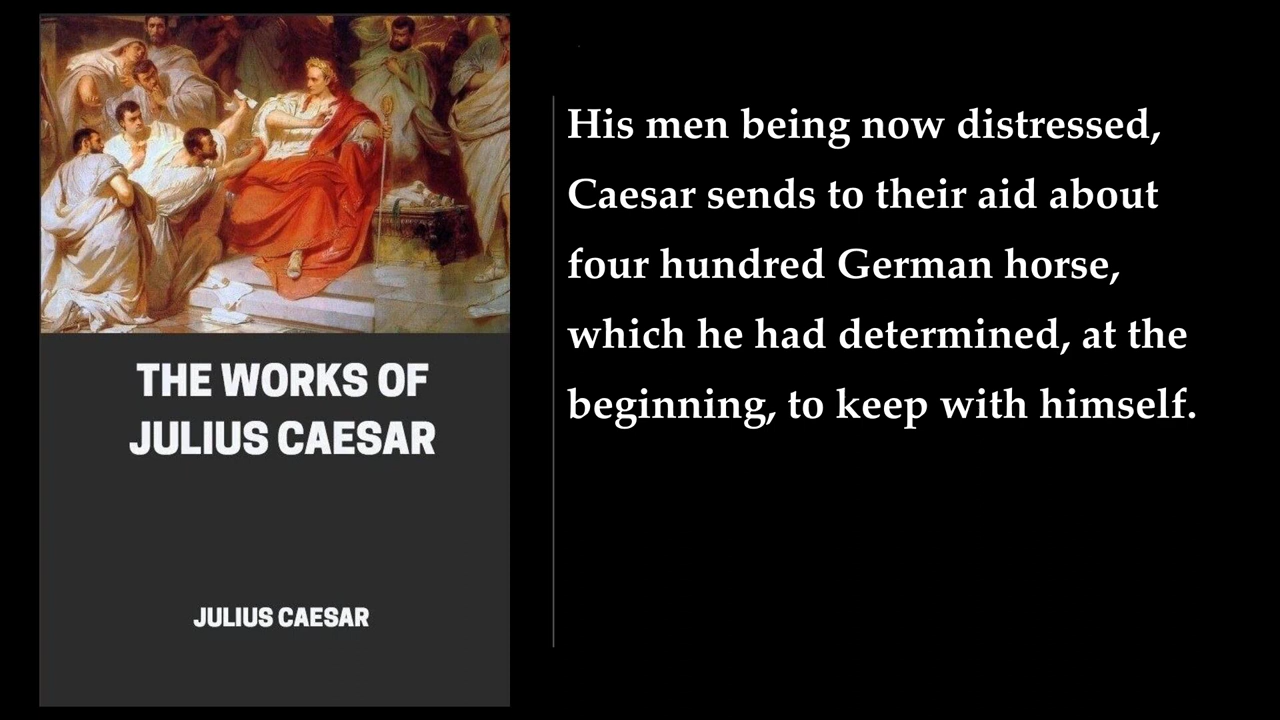 THE WORKS OF
JULIUS CAESAR
JULIUS CAESAR
His men being now distressed,
Caesar sends to their aid about
four hundred German horse,
which he had determined, at the
beginning, to keep with himself.